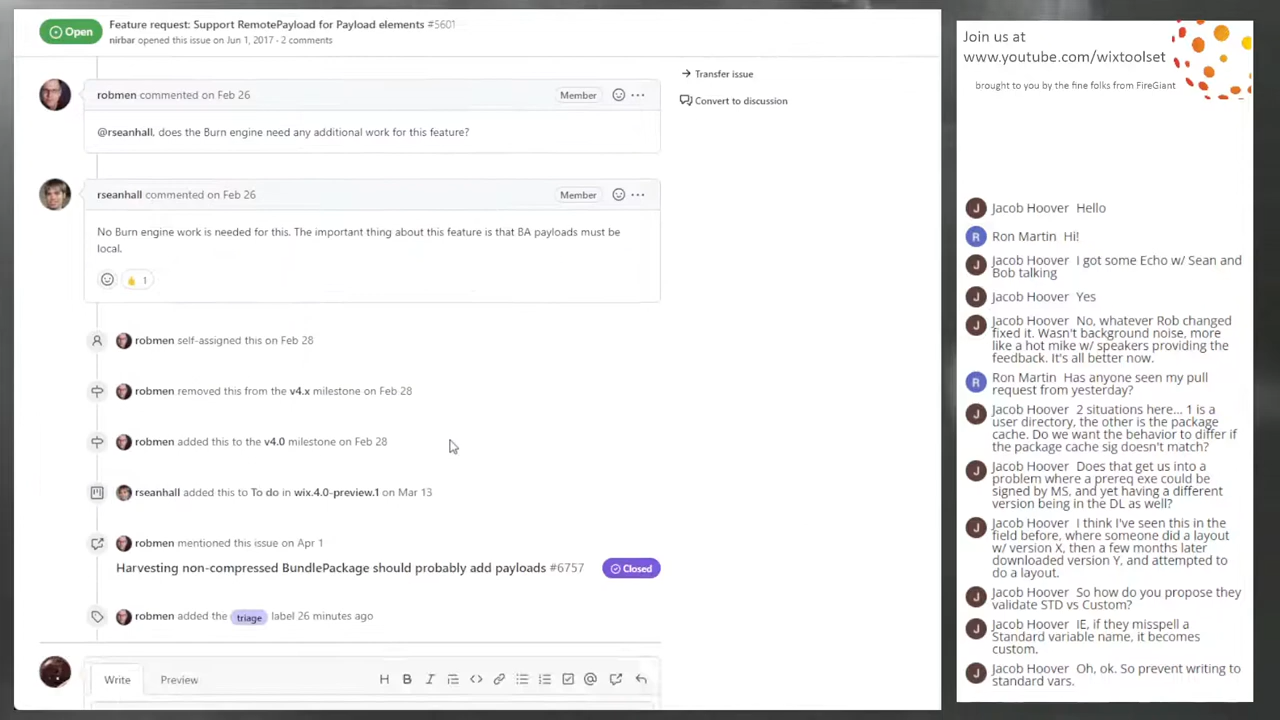 Open
Feature request: Support RemotePayload for Payload elements #5601
nirbar opened this issue on Jun 1, 2017 · 2 comments
→ Transfer issue
Convert to discussion
robmen commented on Feb 26
Member
@rseanhall, does the Burn engine need any additional work for this feature?
rseanhall commented on Feb 26
Member
No Burn engine work is needed for this. The important thing about this feature is that BA payloads must be
local.
1
robmen self-assigned this on Feb 28
robmen removed this from the v4.x milestone on Feb 28
robmen added this to the v4.0 milestone on Feb 28
rseanhall added this to To do in wix.4.0-preview.1 on Mar 13
robmen mentioned this issue on Apr 1
Harvesting non-compressed BundlePackage should probably add payloads #6757
Closed
robmen added the triage label 26 minutes ago
Write Preview
Join us at
www.youtube.com/wixtoolset
brought to you by the fine folks from FireGiant
J Jacob Hoover Hello
R Ron Martin Hi!
J Jacob Hoover I got some Echo w/ Sean and
Bob talking
J Jacob Hoover Yes
J Jacob Hoover No, whatever Rob changed
fixed it. Wasn't background noise, more
like a hot mike w/ speakers providing the
feedback. It's all better now.
R Ron Martin Has anyone seen my pull
request from yesterday?
J Jacob Hoover 2 situations here... 1 is a
user directory, the other is the package
cache. Do we want the behavior to differ if
the package cache sig doesn't match?
J Jacob Hoover Does that get us into a
problem where a prereq exe could be
signed by MS, and yet having a different
version being in the DL as well?
J Jacob Hoover I think I've seen this in the
field before, where someone did a layout
w/ version X, then a few months later
downloaded version Y, and attempted to
do a layout.
J Jacob Hoover So how do you propose they
validate STD vs Custom?
J Jacob Hoover IE, if they misspell a
Standard variable name, it becomes
custom,
J Jacob Hoover Oh, ok. So prevent writing to
standard vars.